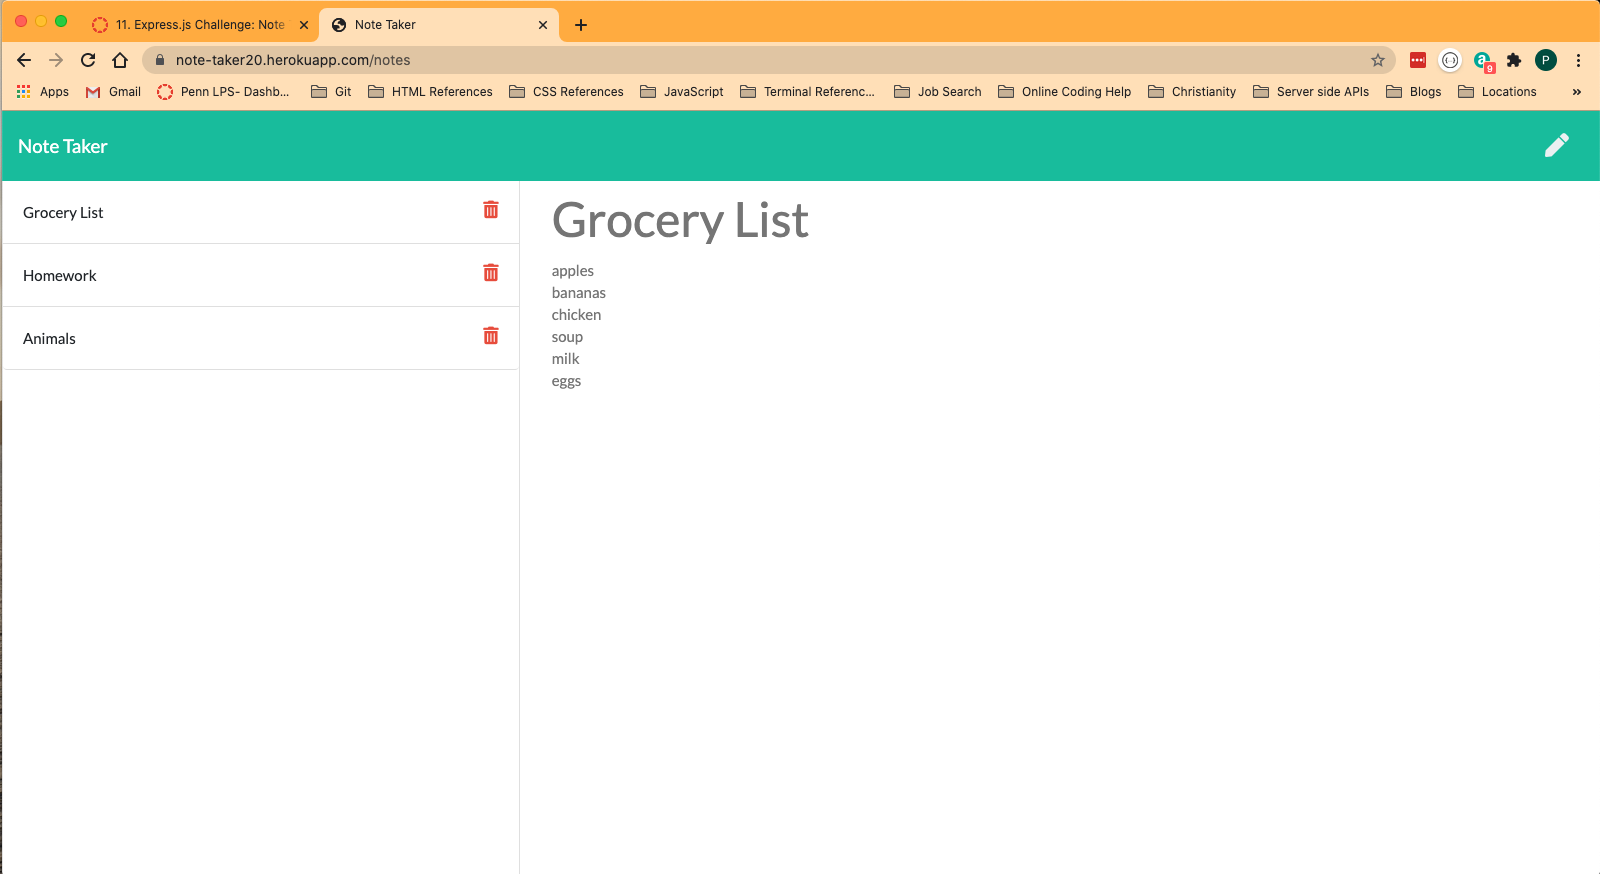 11. Express.js Challenge: Note
Note Taker
note-taker20.herokuapp.com/notes
9
P
Apps
Gmail
Penn LPS- Dashb...
Git
HTML References
CSS References
JavaScript
Terminal Referenc...
Job Search
Online Coding Help
Christianity
Server side APIs
Blogs
Locations
»
Note Taker
Grocery List
Homework
Animals
Grocery List
apples
bananas
chicken
soup
milk
eggs